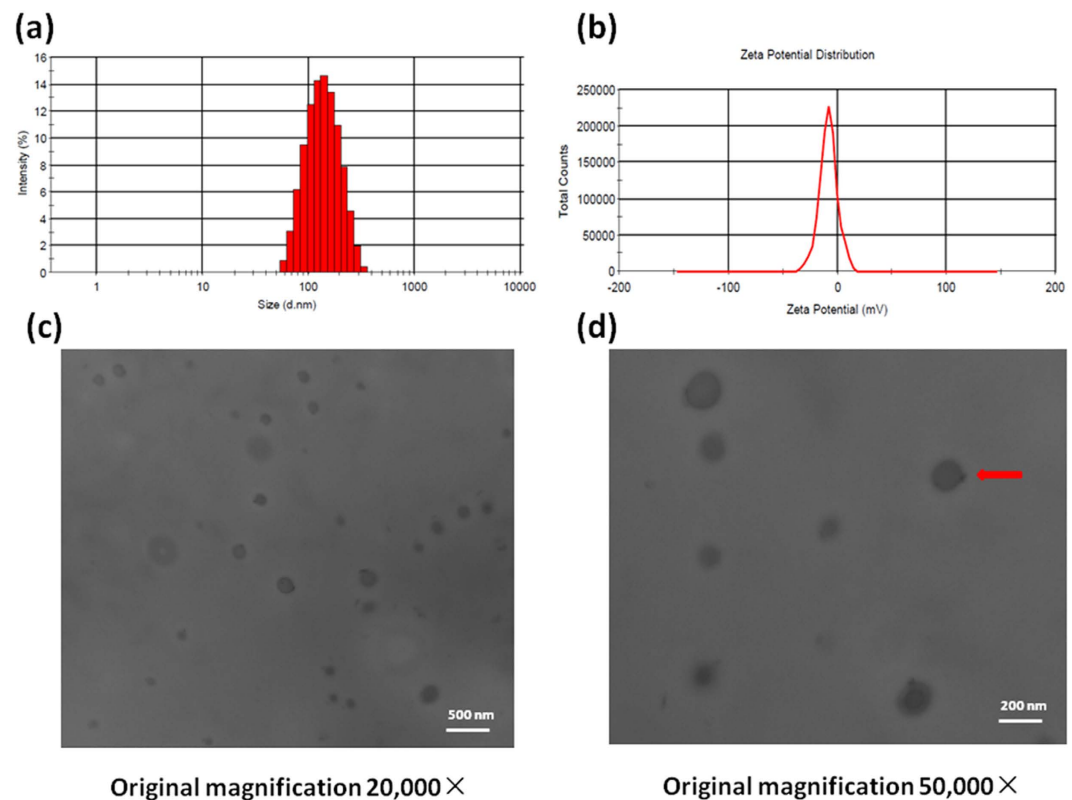 (a)
16
14
12
10
8
6
4
2
0
Intensity (%)
1 10 100 1000 10000
Size (d.nm)
(b)
Zeta Potential Distribution
250000
200000
150000
100000
50000
0
Total Counts
-200 -100 0 100 200
Zeta Potential (mV)
(c)
500 nm
Original magnification 20,000×
(d)
200 nm
Original magnification 50,000×